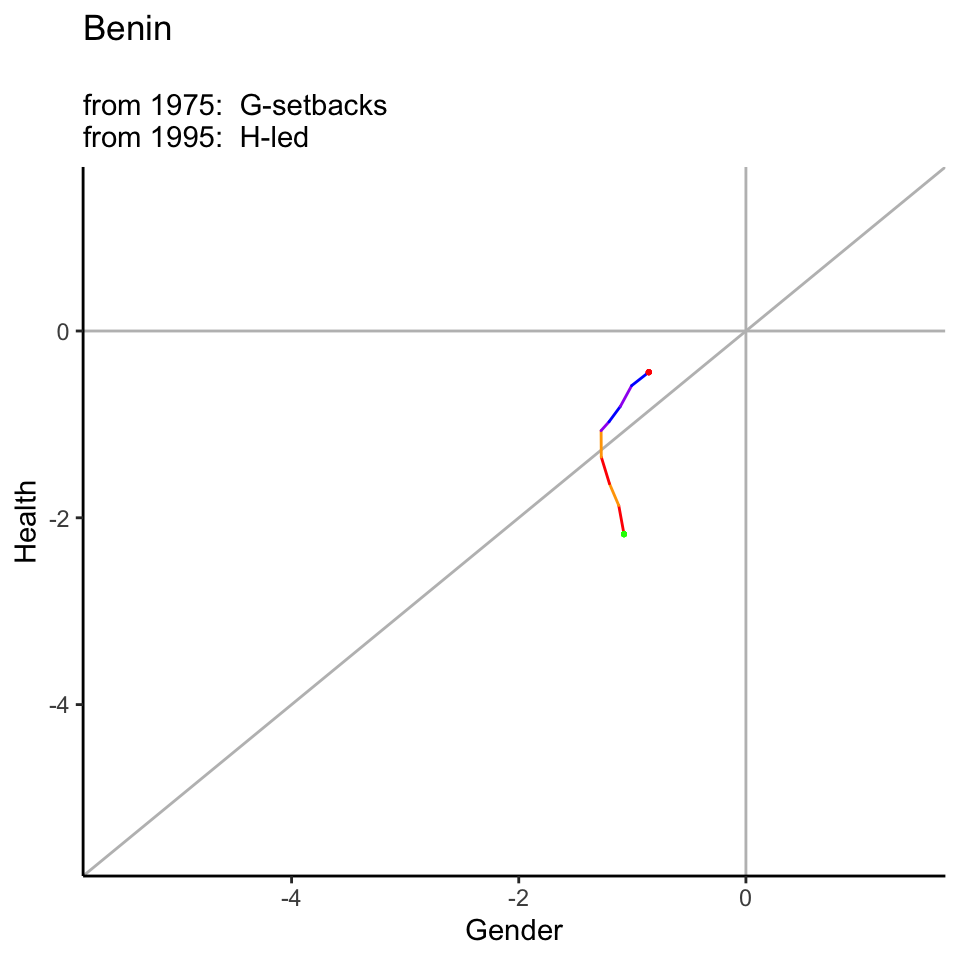 Benin
from 1975:  G-setbacks
from 1995:  H-led
0
-2
-4
Health
-4
-2
0
Gender